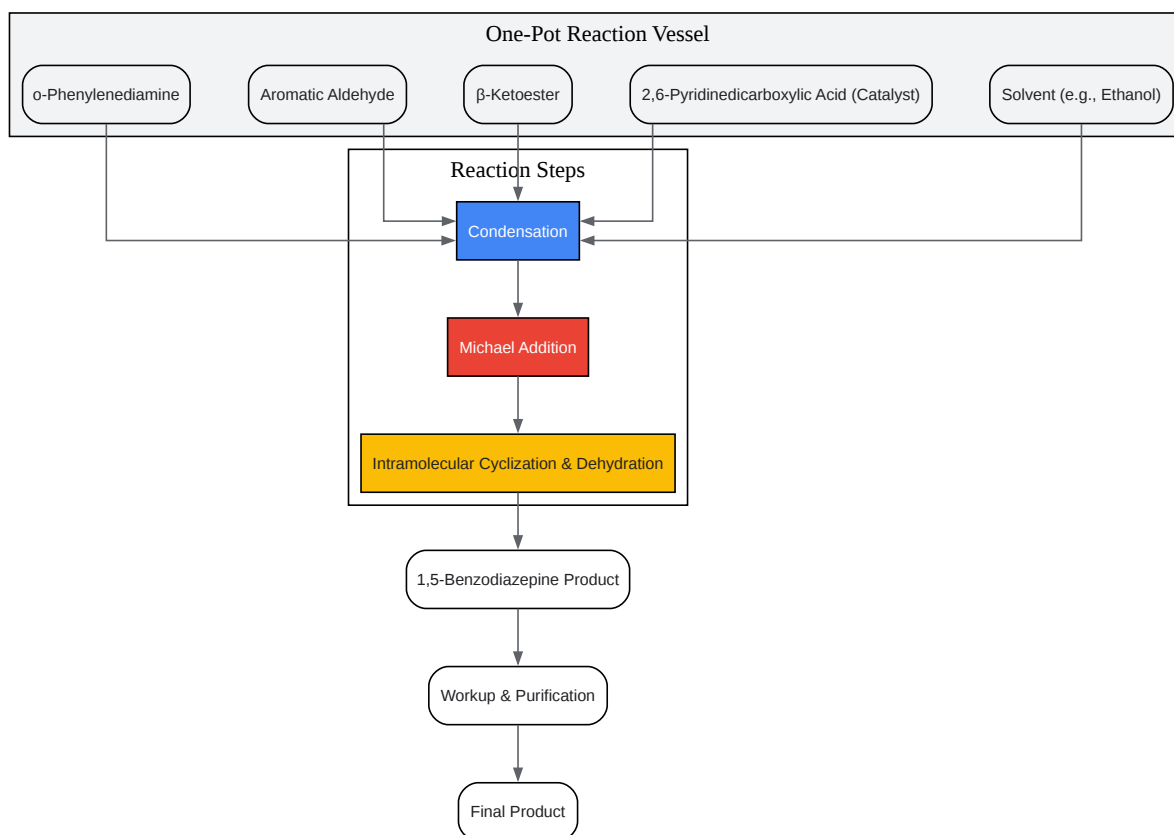 One-Pot Reaction Vessel
o-Phenylenediamine
Aromatic Aldehyde
β-Ketoester
2,6-Pyridinedicarboxylic Acid (Catalyst)
Solvent (e.g., Ethanol)
Reaction Steps
Condensation
Michael Addition
Intramolecular Cyclization & Dehydration
1,5-Benzodiazepine Product
Workup & Purification
Final Product